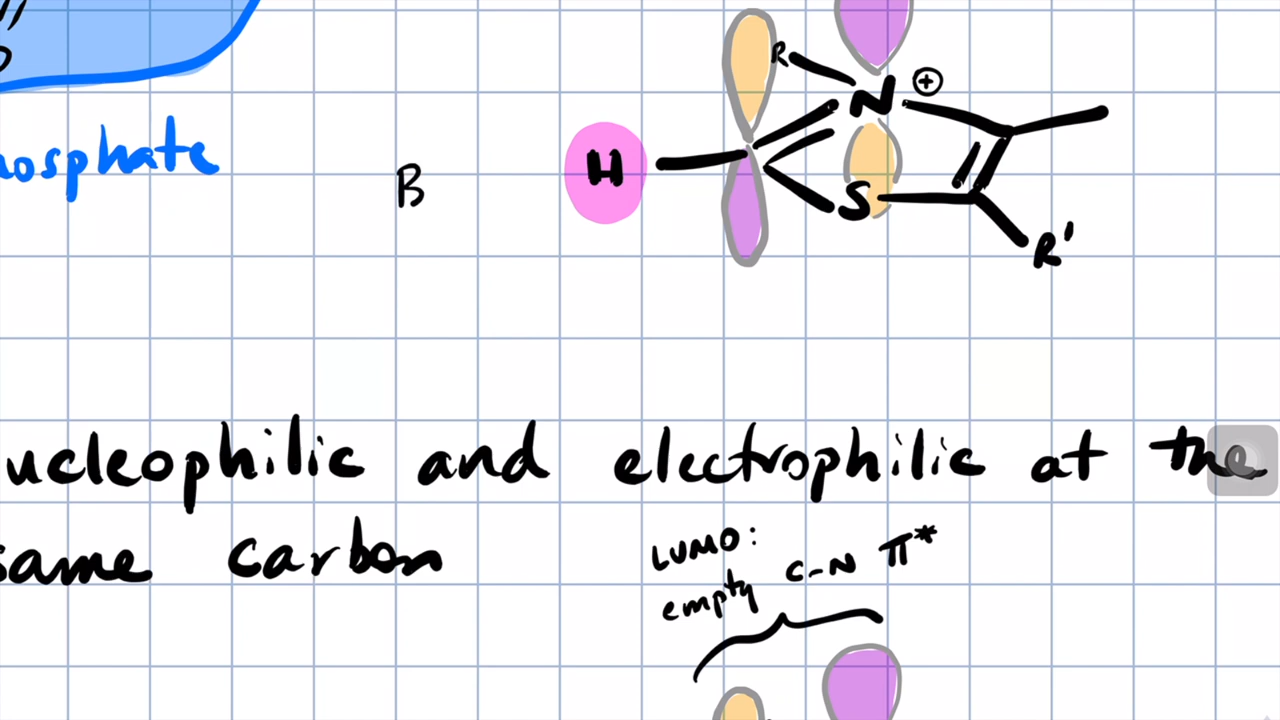 R N ⊕
osphate
B H S
R'
ucleophilic and electrophilic at the
same carbon
LUMO:
empty C-N π*